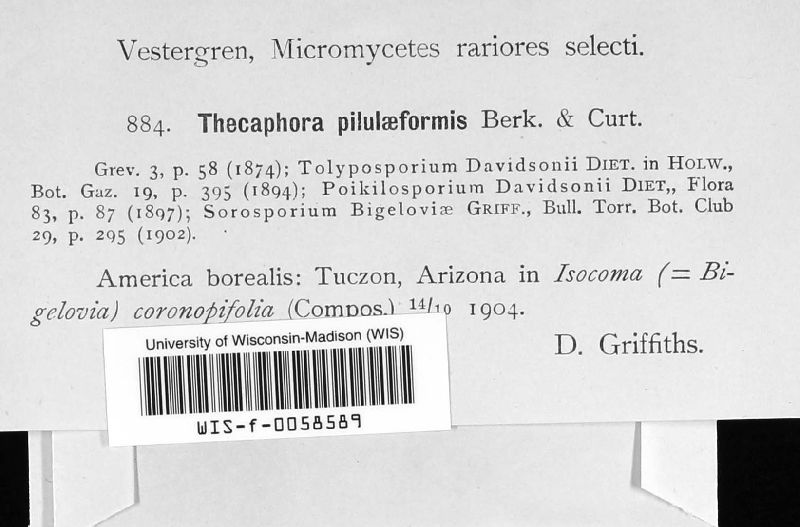 Vestergren, Micromycetes rariores selecti.
884. Thecaphora pilulæformis Berk. & Curt.
Grev. 3, p. 58 (1874); Tolyposporium Davidsonii DIET. in HOLW.,
Bot. Gaz. 19, p. 395 (1894); Poikilosporium Davidsonii DIET,, Flora
83, p. 87 (1897); Sorosporium Bigeloviæ GRIFF., Bull. Torr. Bot. Club
29, p. 295 (1902).
America borealis: Tuczon, Arizona in Isocoma (= Bi-
gelovia) coronopifolia (Compos.) 14/10 1904.
D. Griffiths.
University of Wisconsin-Madison (WIS)
WIS-f-0058589